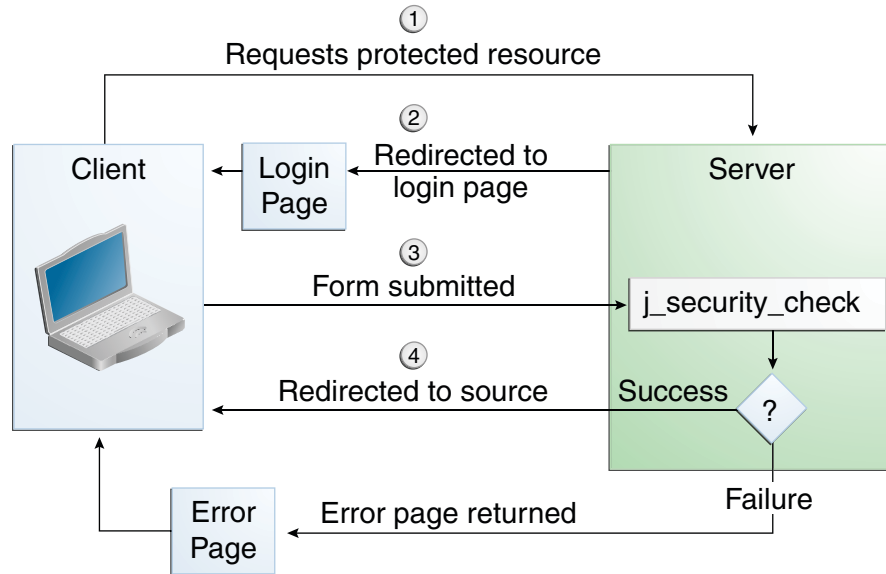 1
Requests protected resource
2
Client
Login
Page
Redirected to
login page
Server
3
Form submitted
j_security_check
4
Redirected to source
Success
?
Failure
Error
Page
Error page returned